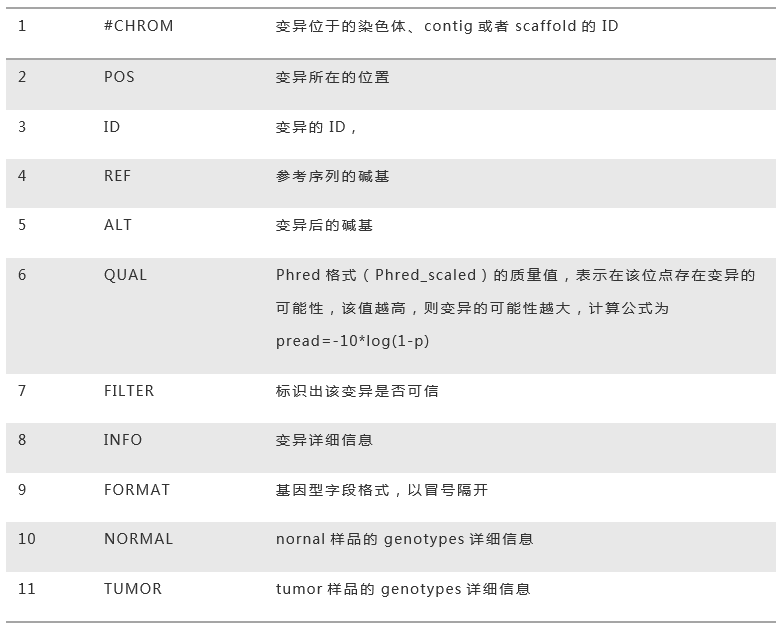 1 #CHROM 变异位于的染色体、contig 或者 scaffold 的 ID
2 POS 变异所在的位置
3 ID 变异的 ID，
4 REF 参考序列的碱基
5 ALT 变异后的碱基
6 QUAL Phred 格式（Phred_scaled）的质量值，表示在该位点存在变异的
可能性，该值越高，则变异的可能性越大，计算公式为
pread=-10*log(1-p)
7 FILTER 标识出该变异是否可信
8 INFO 变异详细信息
9 FORMAT 基因型字段格式，以冒号隔开
10 NORMAL nornal 样品的 genotypes 详细信息
11 TUMOR tumor 样品的 genotypes 详细信息